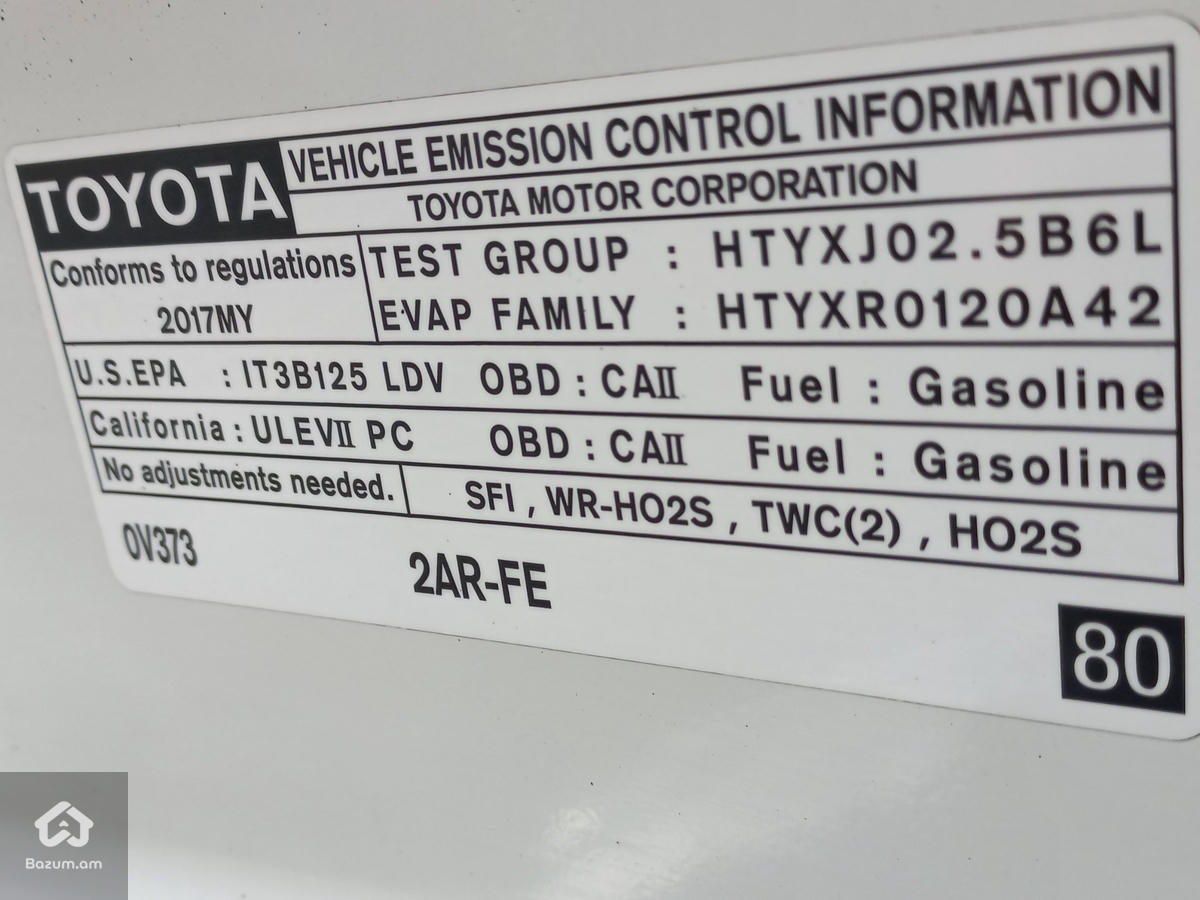 TOYOTA
VEHICLE EMISSION CONTROL INFORMATION
TOYOTA MOTOR CORPORATION
Conforms to regulations
2017MY
TEST GROUP : HTYXJ02.5B6L
EVAP FAMILY : HTYXR0120A42
U.S.EPA : IT3B125 LDV OBD : CAII Fuel : Gasoline
California : ULEVII PC OBD : CAII Fuel : Gasoline
No adjustments needed.
SFI , WR-HO2S , TWC(2) , HO2S
0V373
2AR-FE
80
Bazum.am